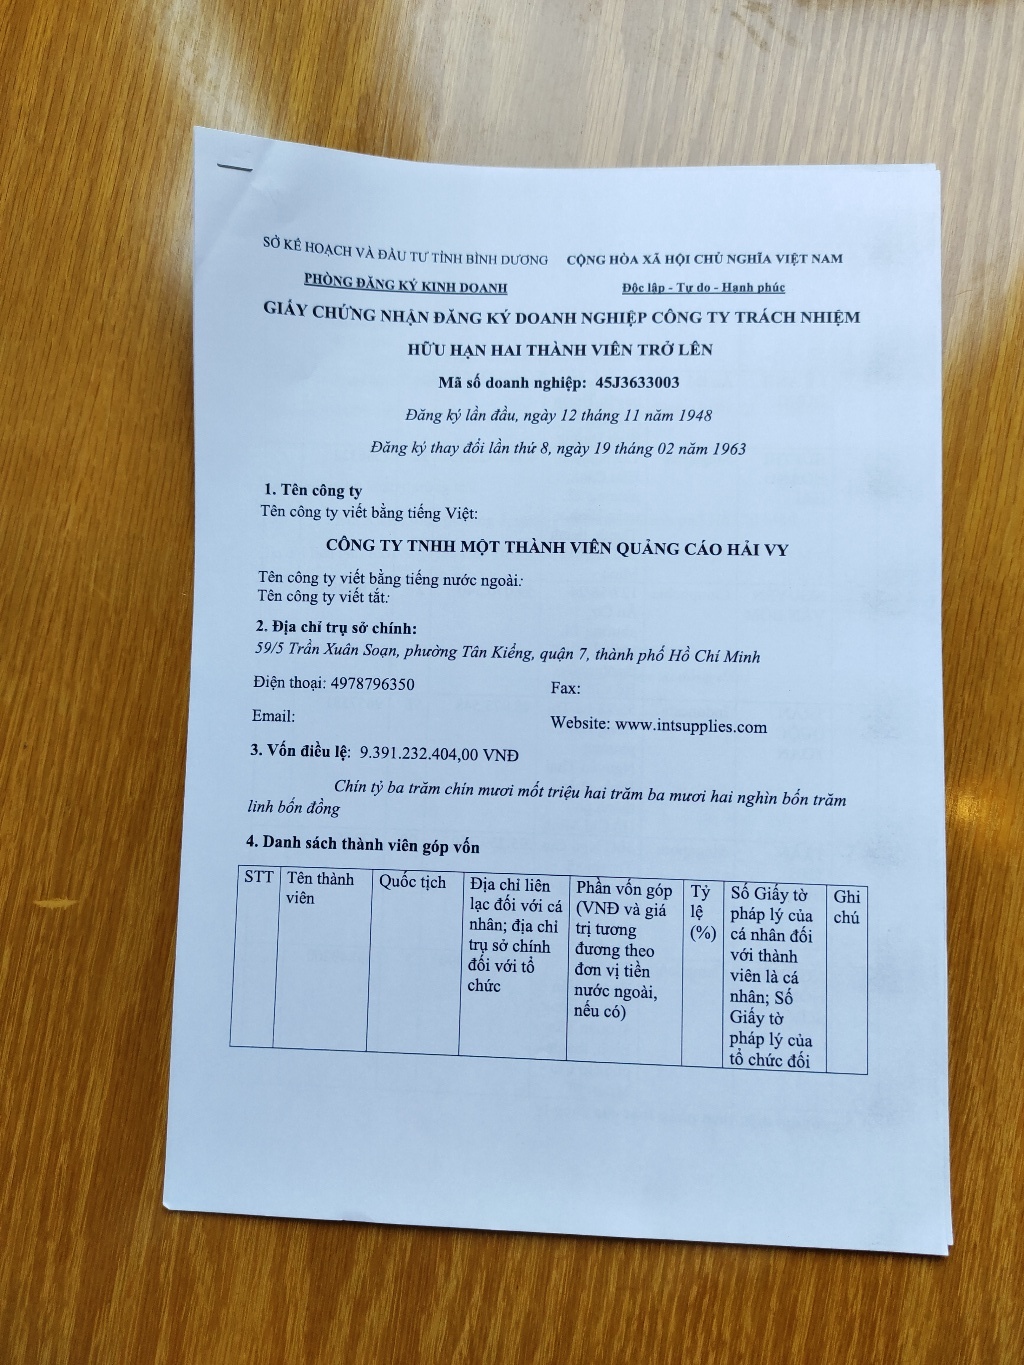 SỞ KẾ HOẠCH VÀ ĐẦU TƯ TỈNH BÌNH DƯƠNG CỘNG HÒA XÃ HỘI CHỦ NGHĨA VIỆT NAM
PHÒNG ĐĂNG KÝ KINH DOANH Độc lập - Tự do - Hạnh phúc
GIẤY CHỨNG NHẬN ĐĂNG KÝ DOANH NGHIỆP CÔNG TY TRÁCH NHIỆM
HỮU HẠN HAI THÀNH VIÊN TRỞ LÊN
Mã số doanh nghiệp: 45J3633003
Đăng ký lần đầu, ngày 12 tháng 11 năm 1948
Đăng ký thay đổi lần thứ 8, ngày 19 tháng 02 năm 1963
1. Tên công ty
Tên công ty viết bằng tiếng Việt:
CÔNG TY TNHH MỘT THÀNH VIÊN QUẢNG CÁO HẢI VY
Tên công ty viết bằng tiếng nước ngoài:
Tên công ty viết tắt:
2. Địa chỉ trụ sở chính:
59/5 Trần Xuân Soạn, phường Tân Kiểng, quận 7, thành phố Hồ Chí Minh
Điện thoại: 4978796350 Fax:
Email: Website: www.intsupplies.com
3. Vốn điều lệ: 9.391.232.404,00 VNĐ
Chín tỷ ba trăm chín mươi mốt triệu hai trăm ba mươi hai nghìn bốn trăm
linh bốn đồng
4. Danh sách thành viên góp vốn
STT
Tên thành
viên
Quốc tịch
Địa chỉ liên
lạc đối với cá
nhân; địa chỉ
trụ sở chính
đối với tổ
chức
Phần vốn góp
(VNĐ và giá
trị tương
đương theo
đơn vị tiền
nước ngoài,
nếu có)
Tỷ
lệ
(%)
Số Giấy tờ
pháp lý của
cá nhân đối
với thành
viên là cá
nhân; Số
Giấy tờ
pháp lý của
tổ chức đối
Ghi
chú